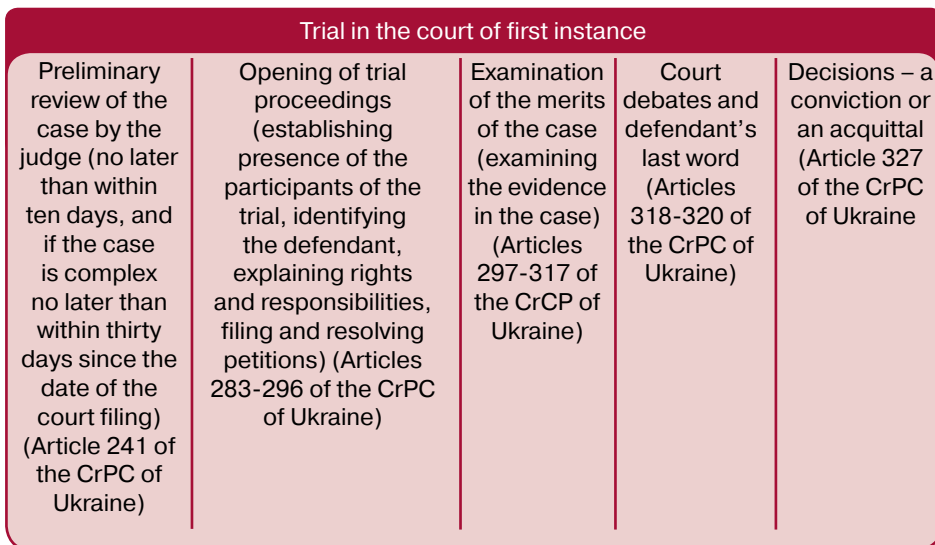 Trial in the court of first instance
Preliminary
review of the
case by the
judge (no later
than within
ten days, and
if the case
is complex
no later than
within thirty
days since the
date of the
court filing)
(Article 241 of
the CrPC of
Ukraine)
Opening of trial
proceedings
(establishing
presence of the
participants of the
trial, identifying
the defendant,
explaining rights
and responsibilities,
filing and resolving
petitions) (Articles
283-296 of the CrPC
of Ukraine)
Examination
of the merits
of the case
(examining
the evidence
in the case)
(Articles
297-317 of
the CrCP of
Ukraine)
Court
debates and
defendant’s
last word
(Articles
318-320 of
the CrPC of
Ukraine)
Decisions – a
conviction or
an acquittal
(Article 327
of the CrPC
of Ukraine